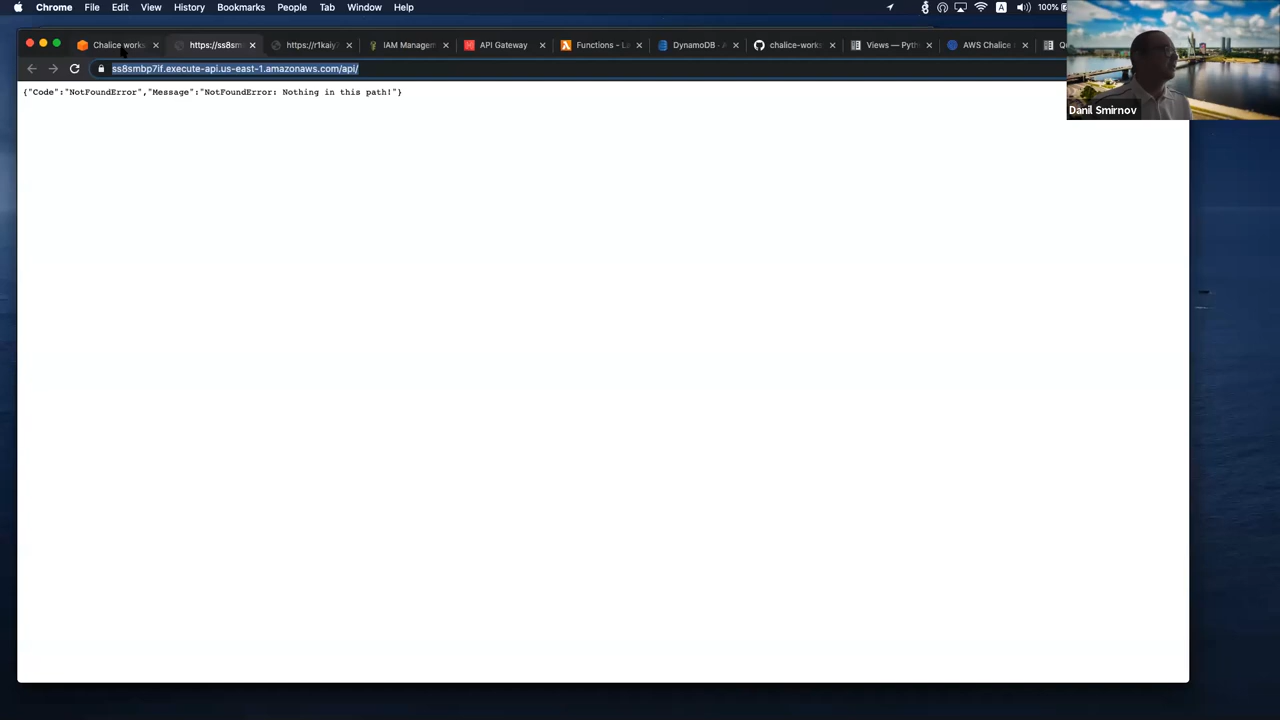 Chrome File Edit View History Bookmarks People Tab Window Help
A 100%
Chalice works
https://ss8sm
https://r1kaiy
IAM Managem
API Gateway
Functions - La
DynamoDB · A
chalice-works
Views — Pyth
AWS Chalice
ss8smbp7if.execute-api.us-east-1.amazonaws.com/api/
{"Code":"NotFoundError","Message":"NotFoundError: Nothing in this path!"}
Danil Smirnov